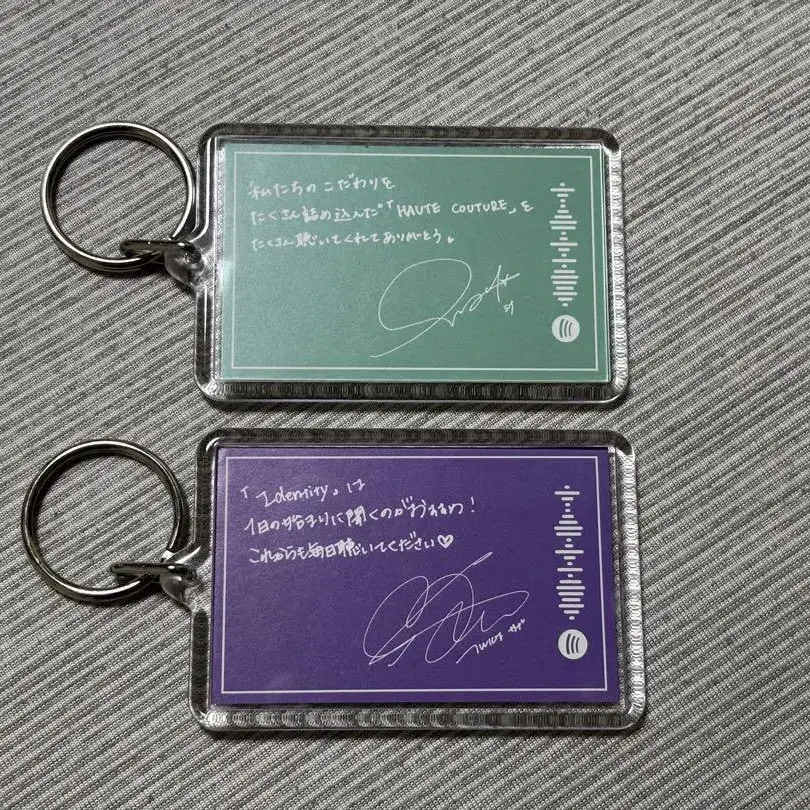 私たちのこだわりを
たくさん詰め込んだ「HAUTE COUTURE」を
たくさん聴いてくれてありがとう。
「Identity」は
1日の始まりに聞くのがおすすめ!
これからも毎日聴いてください♡
TWICE サナ